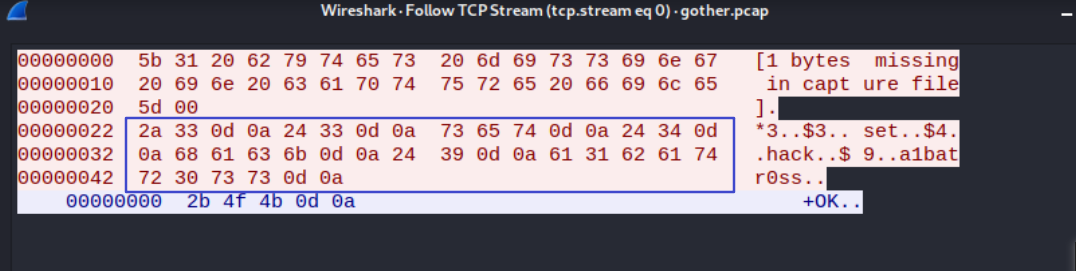 Wireshark · Follow TCP Stream (tcp.stream eq 0) · gother.pcap
00000000  5b 31 20 62 79 74 65 73  20 6d 69 73 73 69 6e 67   [1 bytes  missing
00000010  20 69 6e 20 63 61 70 74  75 72 65 20 66 69 6c 65    in capt ure file
00000020  5d 00                                              ].
00000022  2a 33 0d 0a 24 33 0d 0a  73 65 74 0d 0a 24 34 0d   *3..$3.. set..$4.
00000032  0a 68 61 63 6b 0d 0a 24  39 0d 0a 61 31 62 61 74   .hack..$ 9..a1bat
00000042  72 30 73 73 0d 0a                                  r0ss..
00000000  2b 4f 4b 0d 0a                                     +OK..